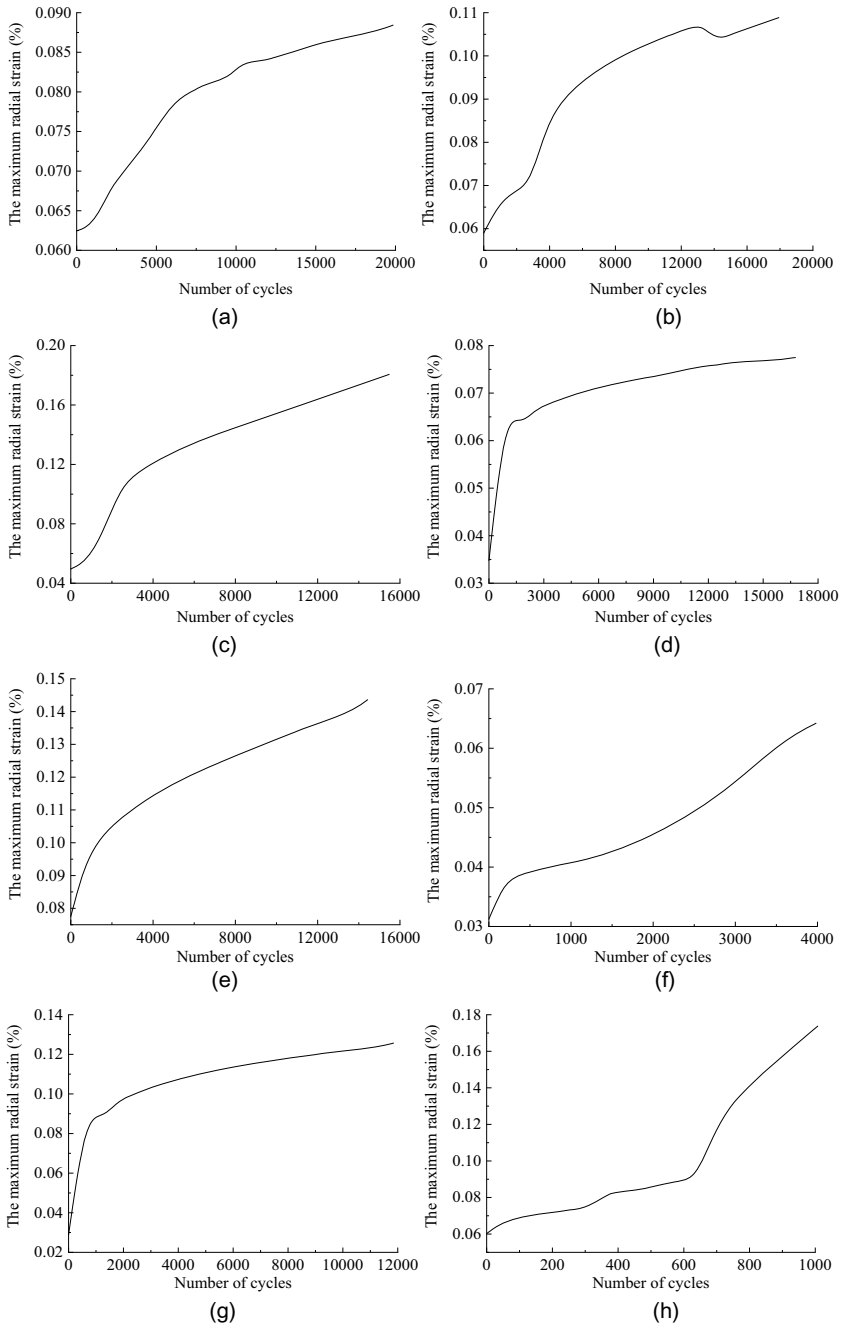 The maximum radial strain (%)
0.090
0.085
0.080
0.075
0.070
0.065
0.060
0 5000 10000 15000 20000
Number of cycles
(a)
The maximum radial strain (%)
0.11
0.10
0.09
0.08
0.07
0.06
0 4000 8000 12000 16000 20000
Number of cycles
(b)
The maximum radial strain (%)
0.20
0.16
0.12
0.08
0.04
0 4000 8000 12000 16000
Number of cycles
(c)
The maximum radial strain (%)
0.08
0.07
0.06
0.05
0.04
0.03
0 3000 6000 9000 12000 15000 18000
Number of cycles
(d)
The maximum radial strain (%)
0.15
0.14
0.13
0.12
0.11
0.10
0.09
0.08
0 4000 8000 12000 16000
Number of cycles
(e)
The maximum radial strain (%)
0.07
0.06
0.05
0.04
0.03
0 1000 2000 3000 4000
Number of cycles
(f)
The maximum radial strain (%)
0.14
0.12
0.10
0.08
0.06
0.04
0.02
0 2000 4000 6000 8000 10000 12000
Number of cycles
(g)
The maximum radial strain (%)
0.18
0.16
0.14
0.12
0.10
0.08
0.06
0 200 400 600 800 1000
Number of cycles
(h)